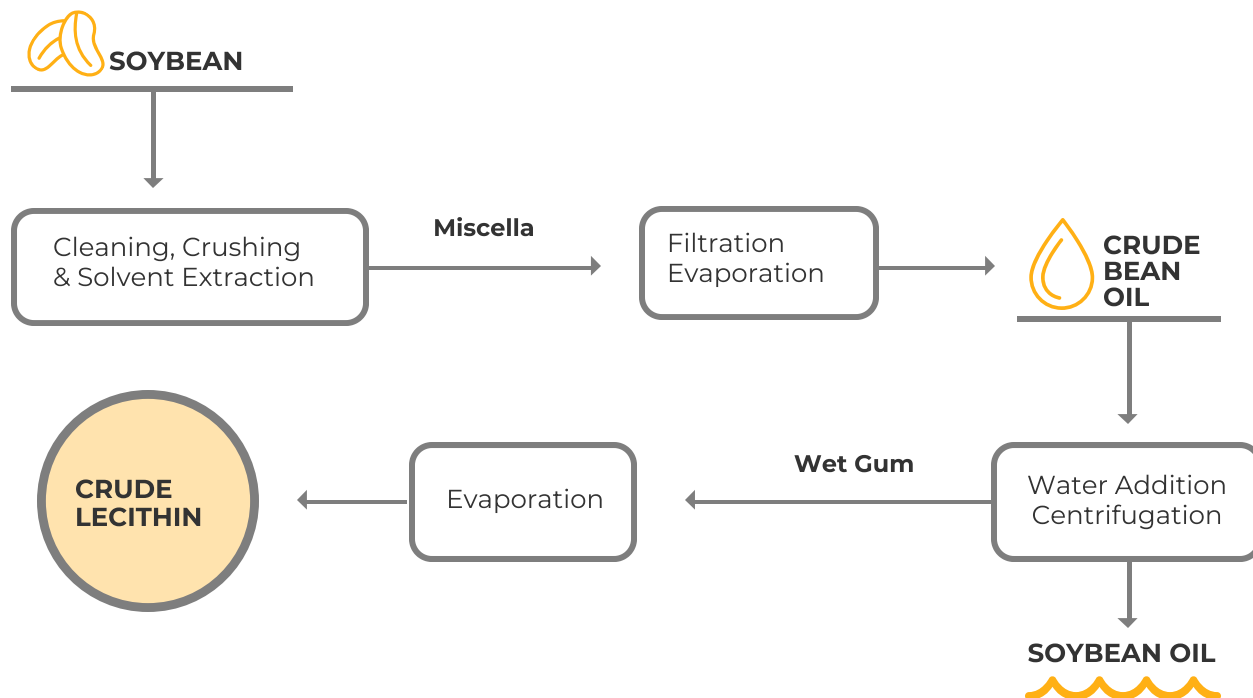 SOYBEAN
Cleaning, Crushing
& Solvent Extraction
Miscella
Filtration
Evaporation
CRUDE
BEAN
OIL
CRUDE
LECITHIN
Evaporation
Wet Gum
Water Addition
Centrifugation
SOYBEAN OIL